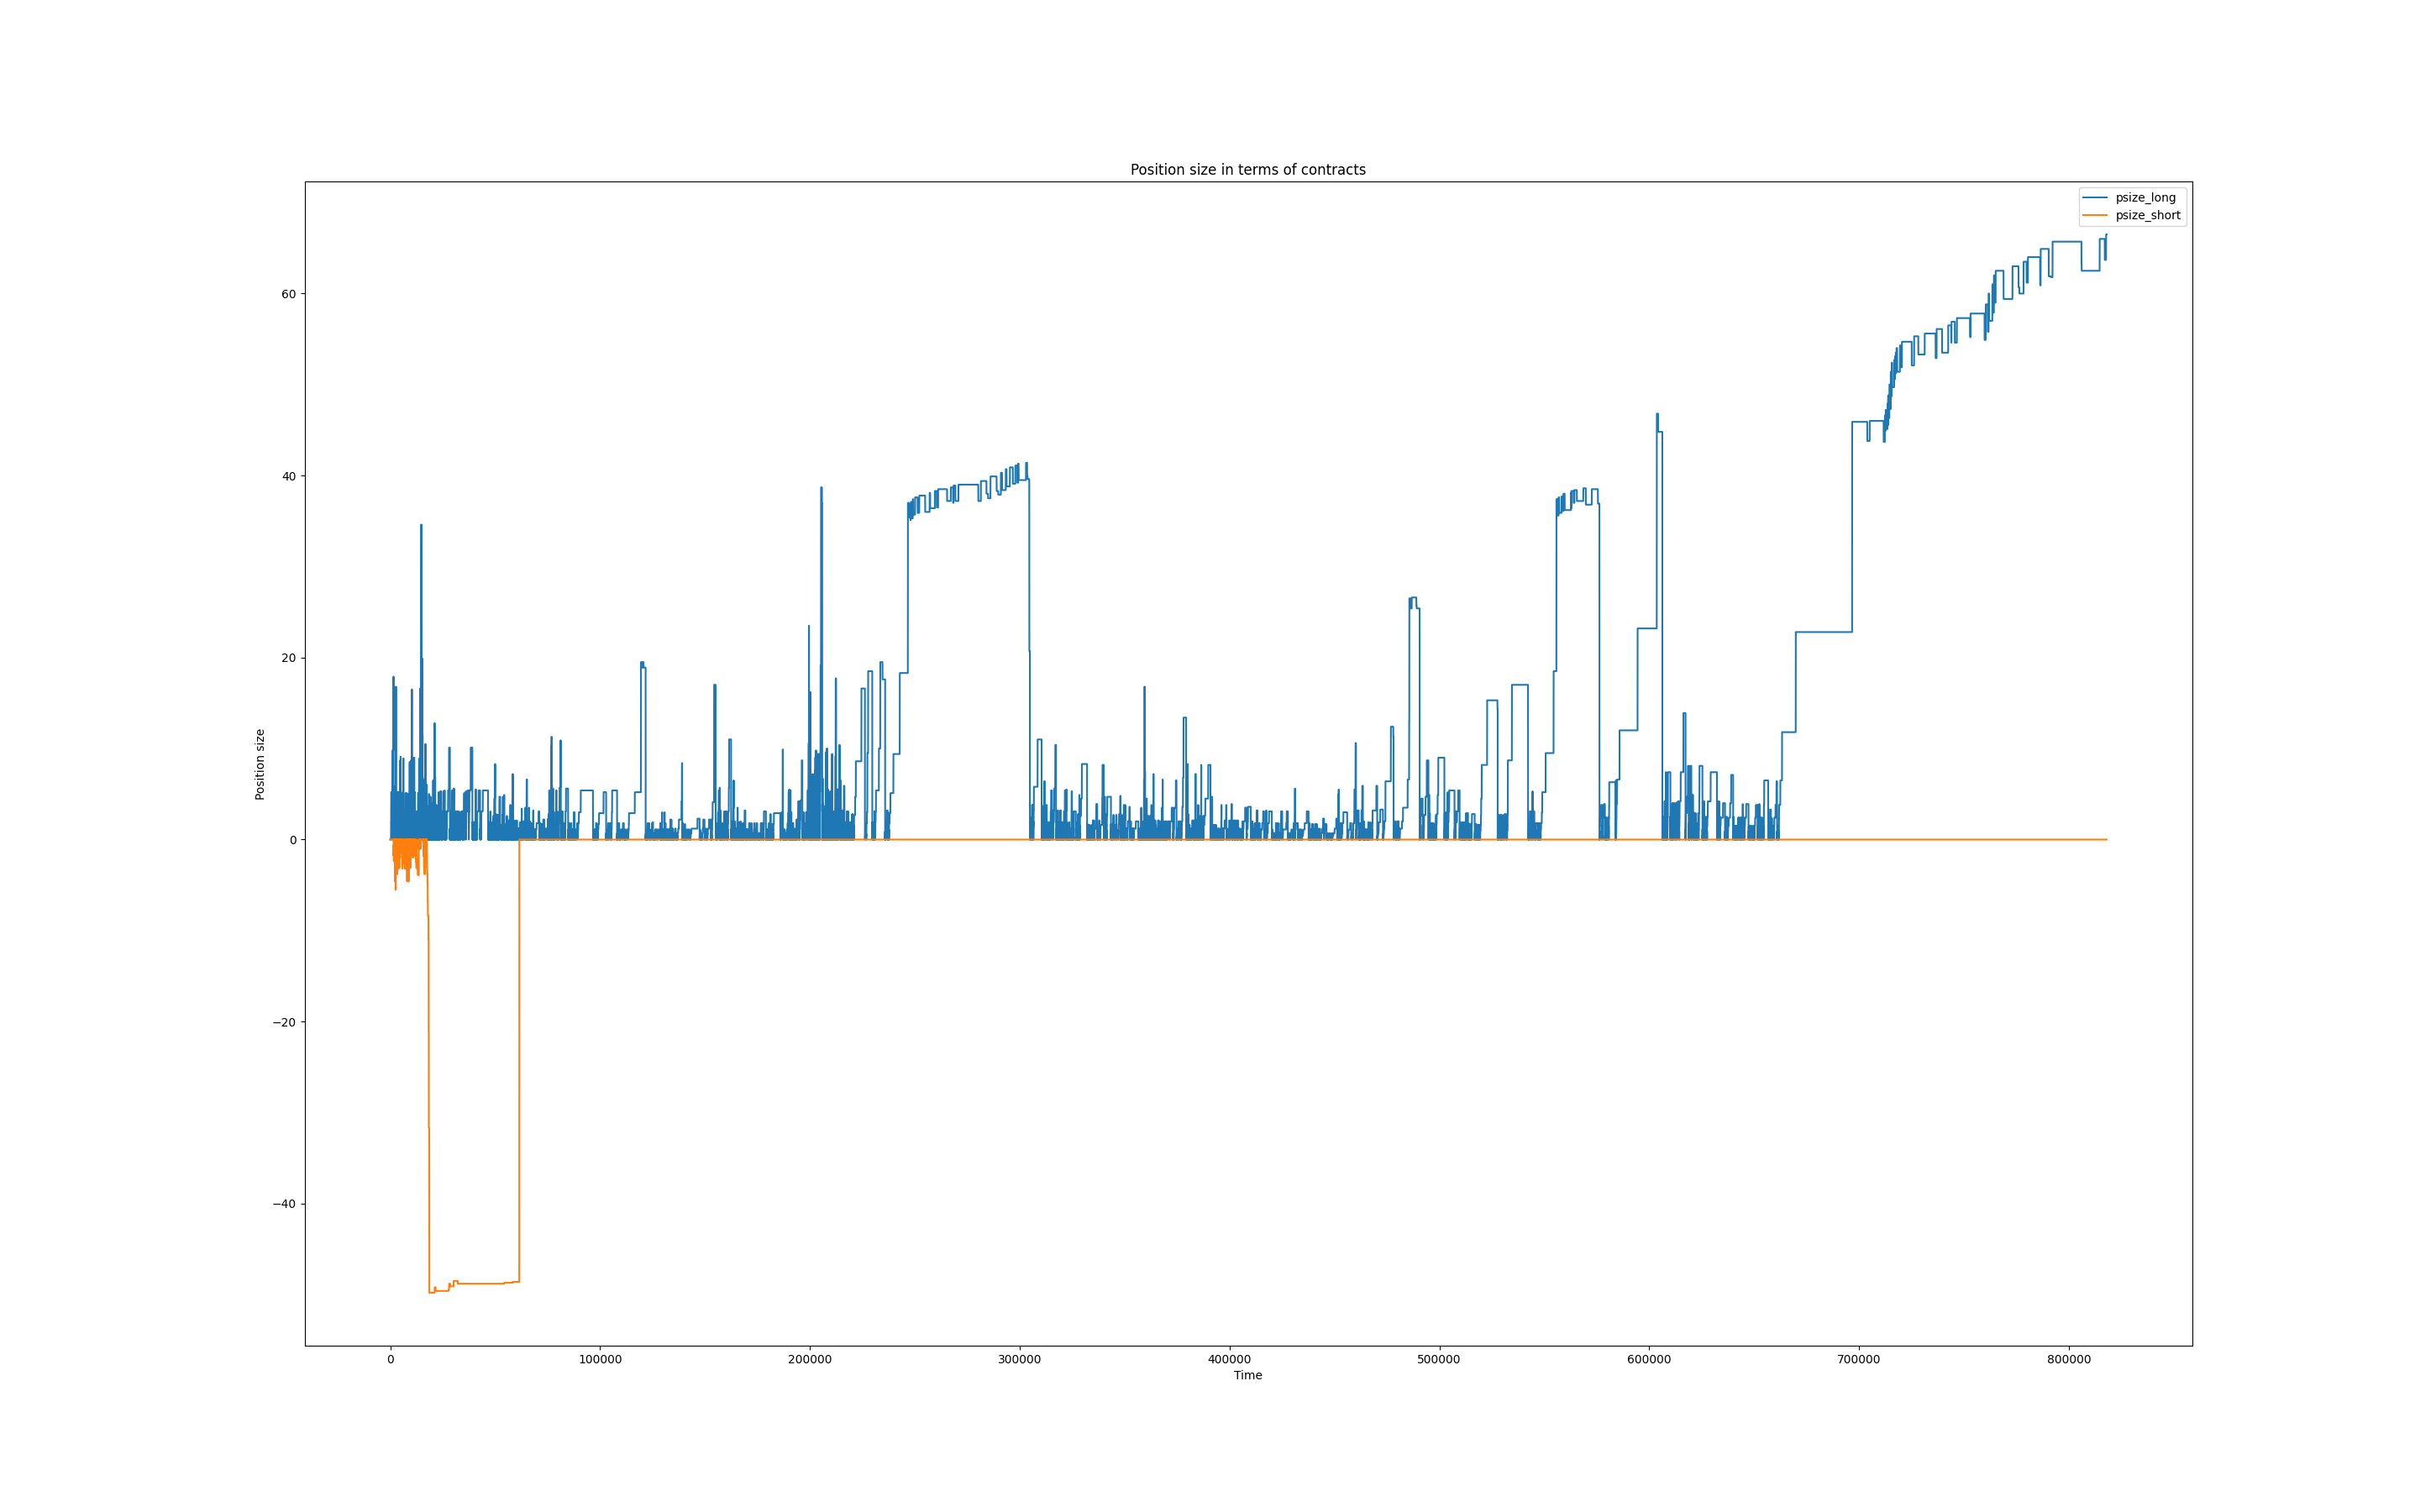 Position size in terms of contracts
psize_long
psize_short
Position size
60
40
20
0
−20
−40
0 100000 200000 300000 400000 500000 600000 700000 800000
Time